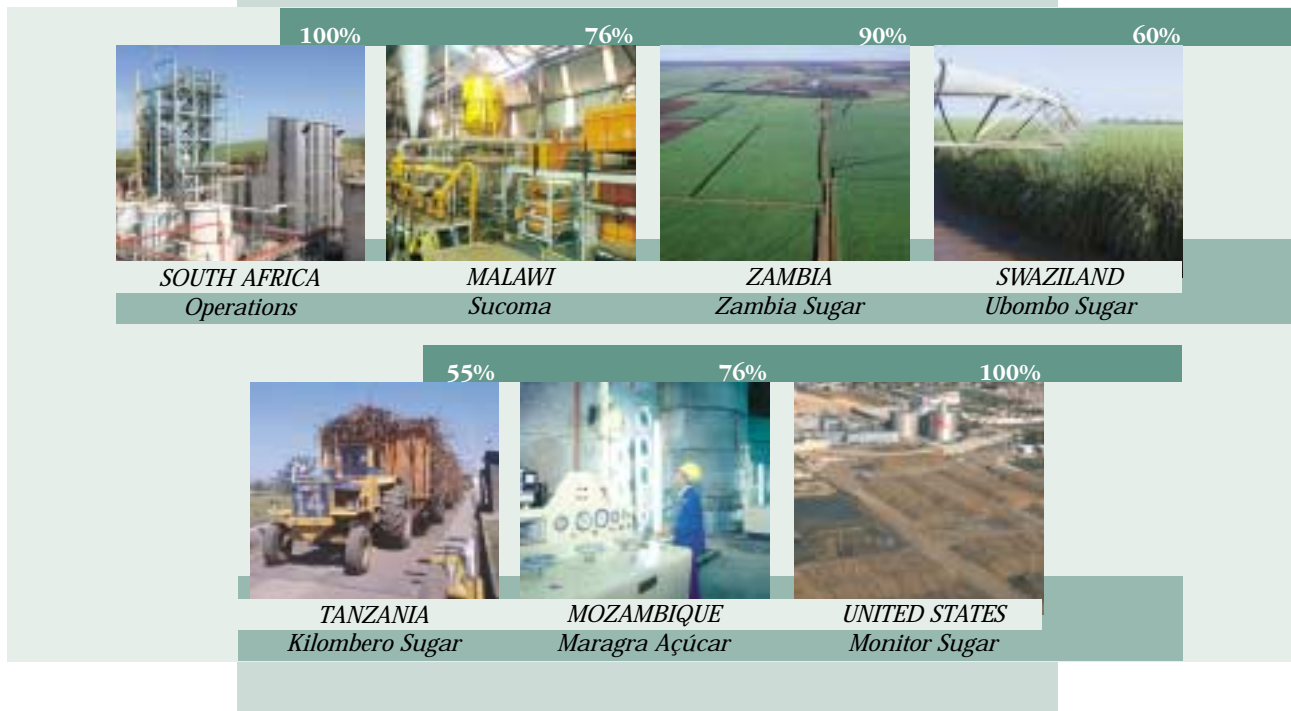 100% 76% 90% 60%
SOUTH AFRICA MALAWI ZAMBIA SWAZILAND
Operations Sucoma Zambia Sugar Ubombo Sugar
55% 76% 100%
TANZANIA MOZAMBIQUE UNITED STATES
Kilombero Sugar Maragra Açúcar Monitor Sugar